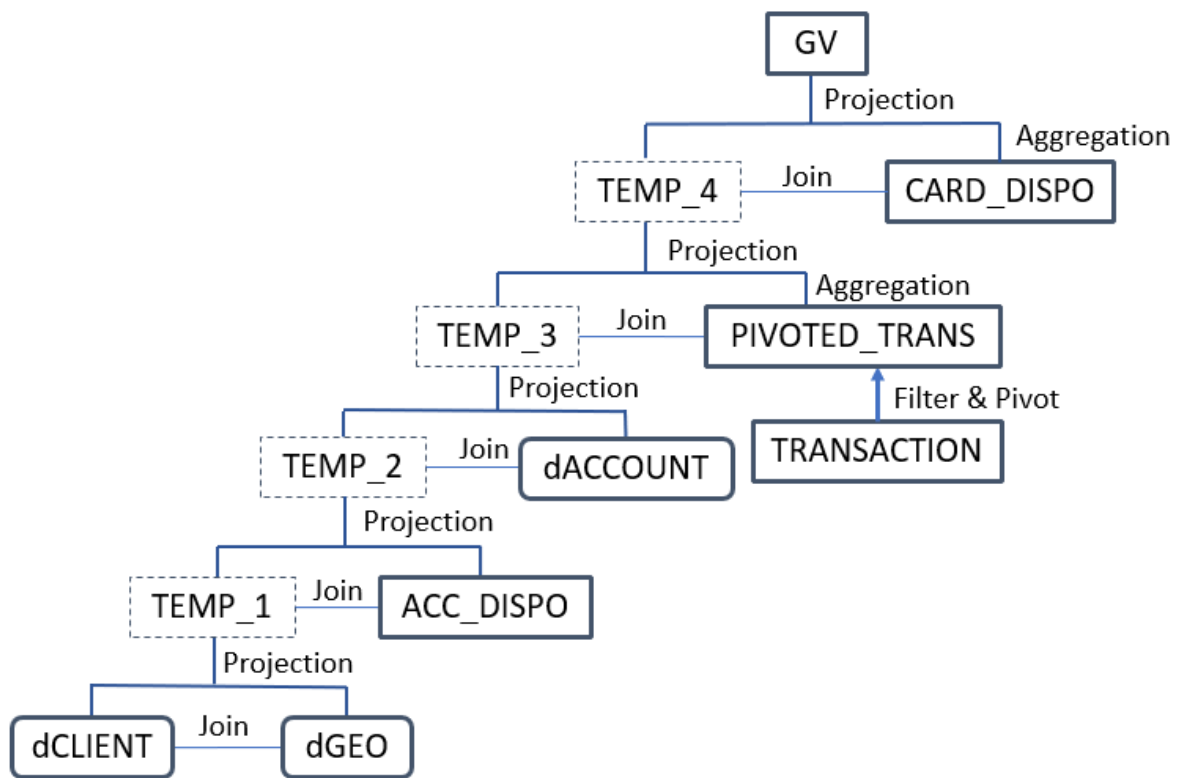 GV
Projection
Aggregation
TEMP_4
Join
CARD_DISPO
Projection
Aggregation
TEMP_3
Join
PIVOTED_TRANS
Projection
Filter & Pivot
TEMP_2
Join
dACCOUNT
TRANSACTION
Projection
TEMP_1
Join
ACC_DISPO
Projection
dCLIENT
Join
dGEO